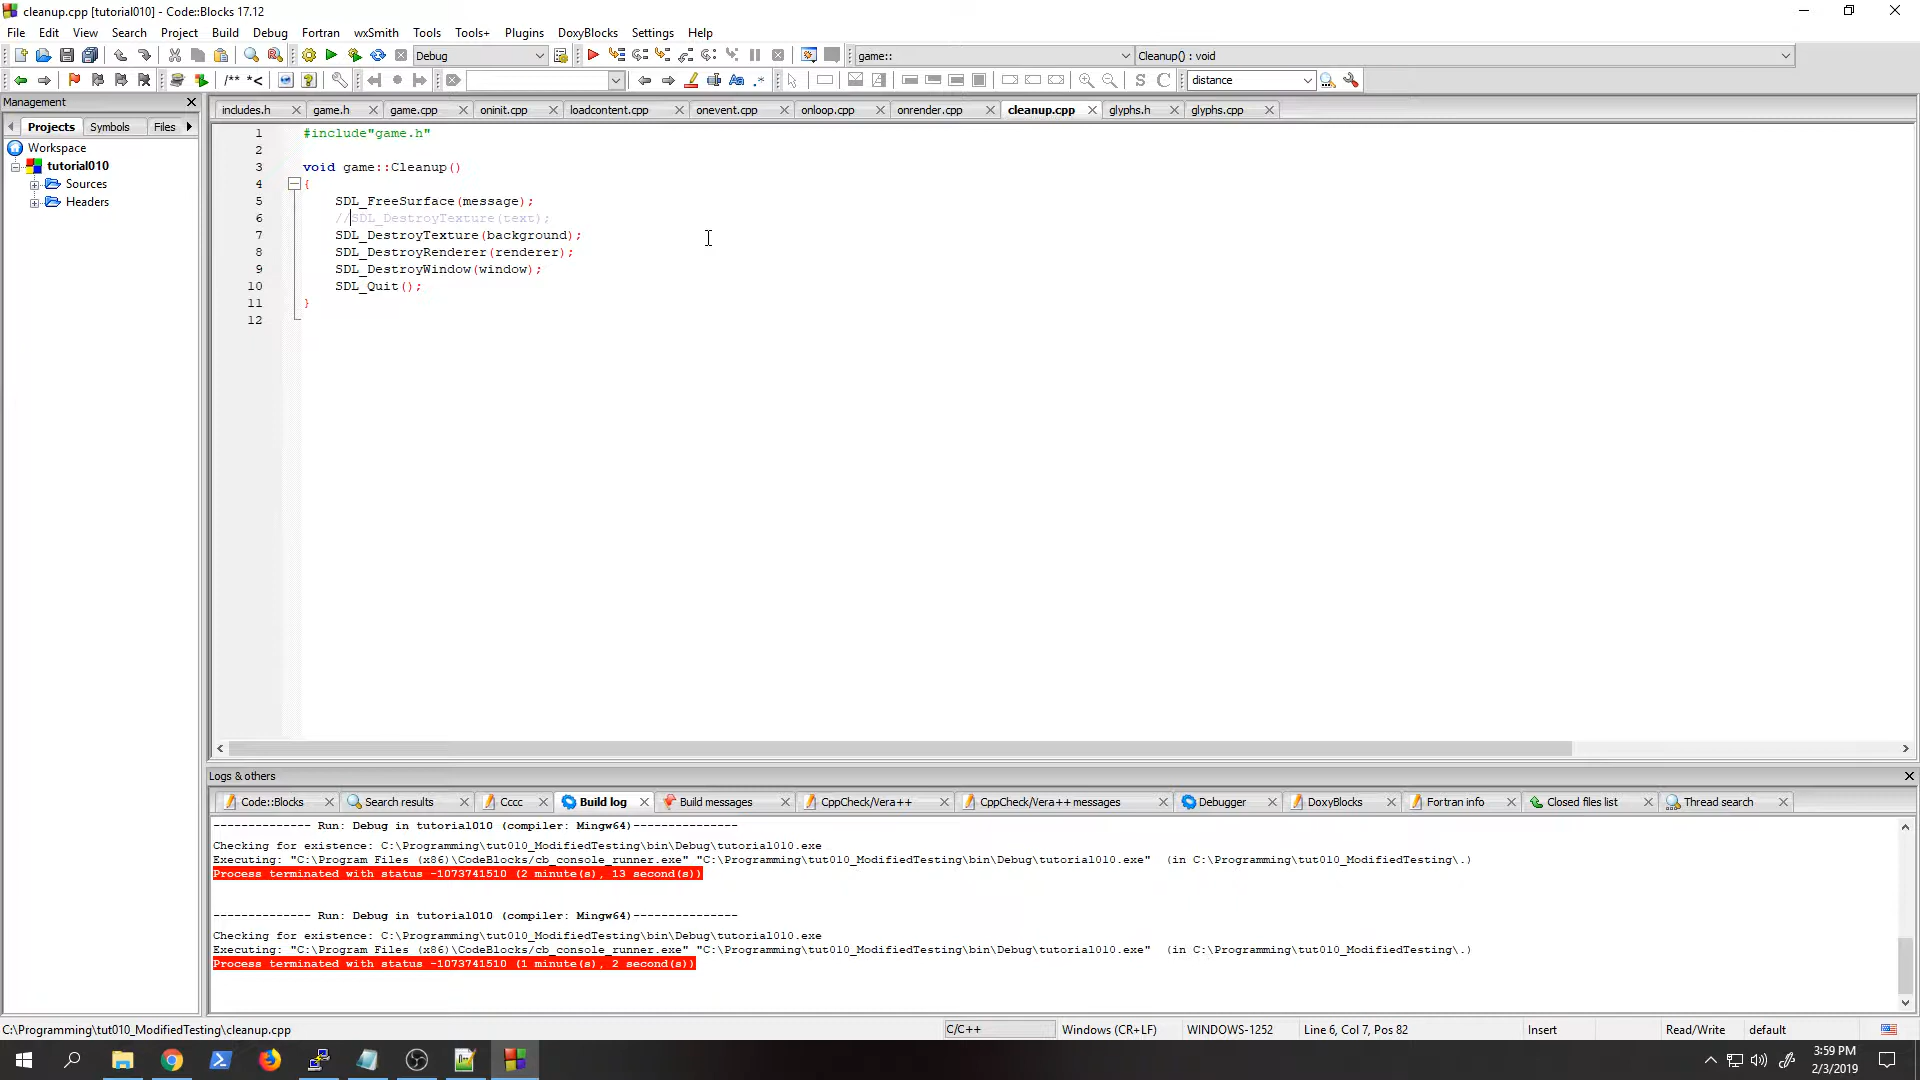 cleanup.cpp [tutorial010] - Code::Blocks 17.12
File Edit View Search Project Build Debug Fortran wxSmith Tools Tools+ Plugins DoxyBlocks Settings Help
Debug game:: Cleanup() : void
/** *< distance
Management
includes.h game.h game.cpp oninit.cpp loadcontent.cpp onevent.cpp onloop.cpp onrender.cpp cleanup.cpp glyphs.h glyphs.cpp
Projects Symbols Files
Workspace
tutorial010
Sources
Headers
1 #include"game.h"
2
3 void game::Cleanup()
4 {
5 SDL_FreeSurface(message);
6 //SDL_DestroyTexture(text);
7 SDL_DestroyTexture(background);
8 SDL_DestroyRenderer(renderer);
9 SDL_DestroyWindow(window);
10 SDL_Quit();
11 }
12
Logs & others
Code::Blocks Search results Cccc Build log Build messages CppCheck/Vera++ CppCheck/Vera++ messages Debugger DoxyBlocks Fortran info Closed files list Thread search
-------------- Run: Debug in tutorial010 (compiler: Mingw64)---------------
Checking for existence: C:\Programming\tut010_ModifiedTesting\bin\Debug\tutorial010.exe
Executing: "C:\Program Files (x86)\CodeBlocks/cb_console_runner.exe" "C:\Programming\tut010_ModifiedTesting\bin\Debug\tutorial010.exe"  (in C:\Programming\tut010_ModifiedTesting\.)
Process terminated with status -1073741510 (2 minute(s), 13 second(s))
-------------- Run: Debug in tutorial010 (compiler: Mingw64)---------------
Checking for existence: C:\Programming\tut010_ModifiedTesting\bin\Debug\tutorial010.exe
Executing: "C:\Program Files (x86)\CodeBlocks/cb_console_runner.exe" "C:\Programming\tut010_ModifiedTesting\bin\Debug\tutorial010.exe"  (in C:\Programming\tut010_ModifiedTesting\.)
Process terminated with status -1073741510 (1 minute(s), 2 second(s))
C:\Programming\tut010_ModifiedTesting\cleanup.cpp C/C++ Windows (CR+LF) WINDOWS-1252 Line 6, Col 7, Pos 82 Insert Read/Write default
3:59 PM
2/3/2019